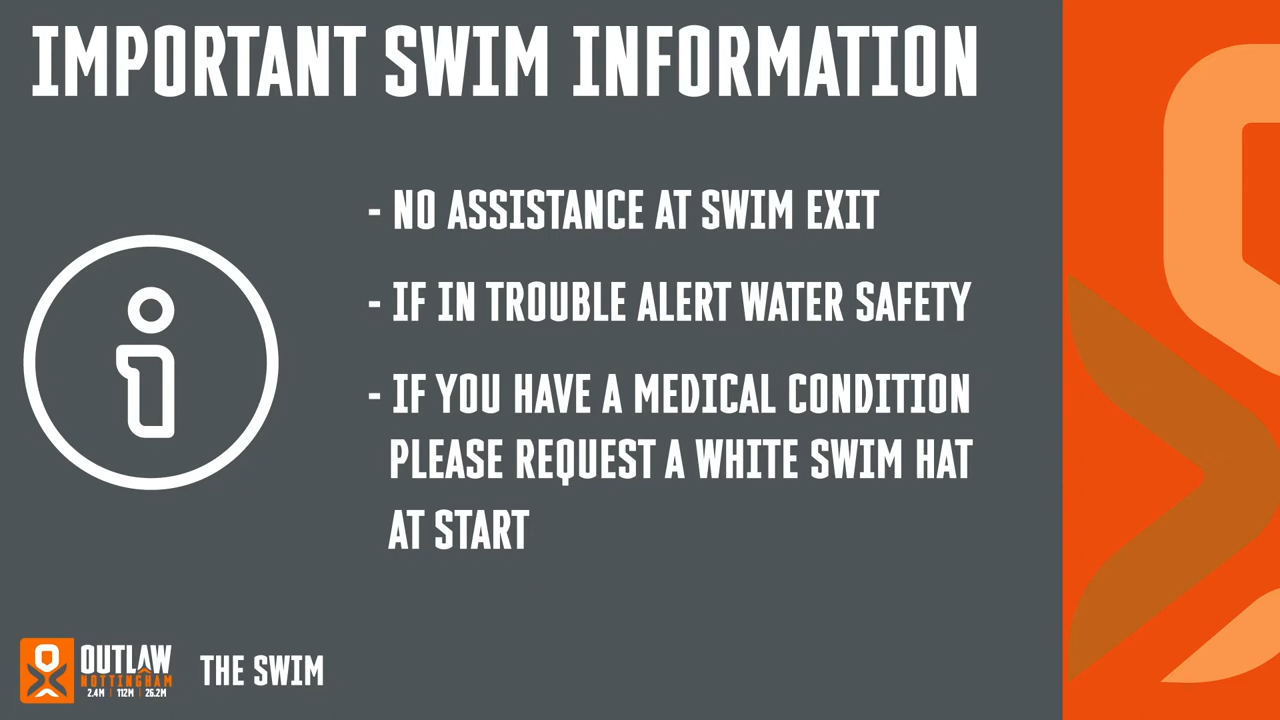 IMPORTANT SWIM INFORMATION
- NO ASSISTANCE AT SWIM EXIT
- IF IN TROUBLE ALERT WATER SAFETY
- IF YOU HAVE A MEDICAL CONDITION
PLEASE REQUEST A WHITE SWIM HAT
AT START
OUTLAW
NOTTINGHAM
2.4M | 112M | 26.2M
THE SWIM